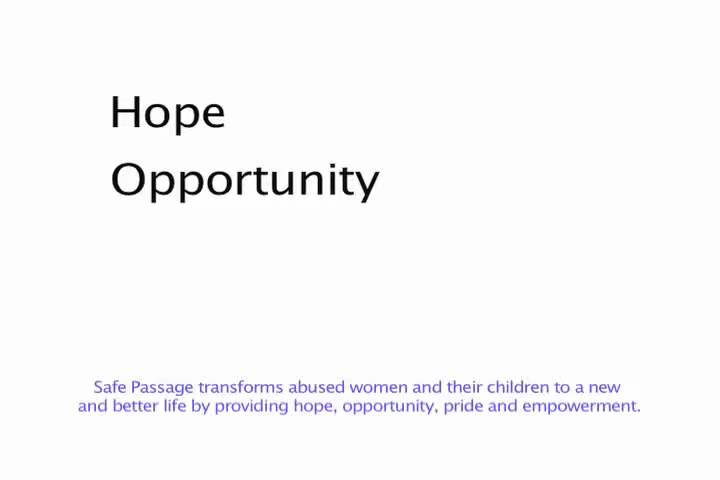 Hope
Opportunity
Safe Passage transforms abused women and their children to a new
and better life by providing hope, opportunity, pride and empowerment.